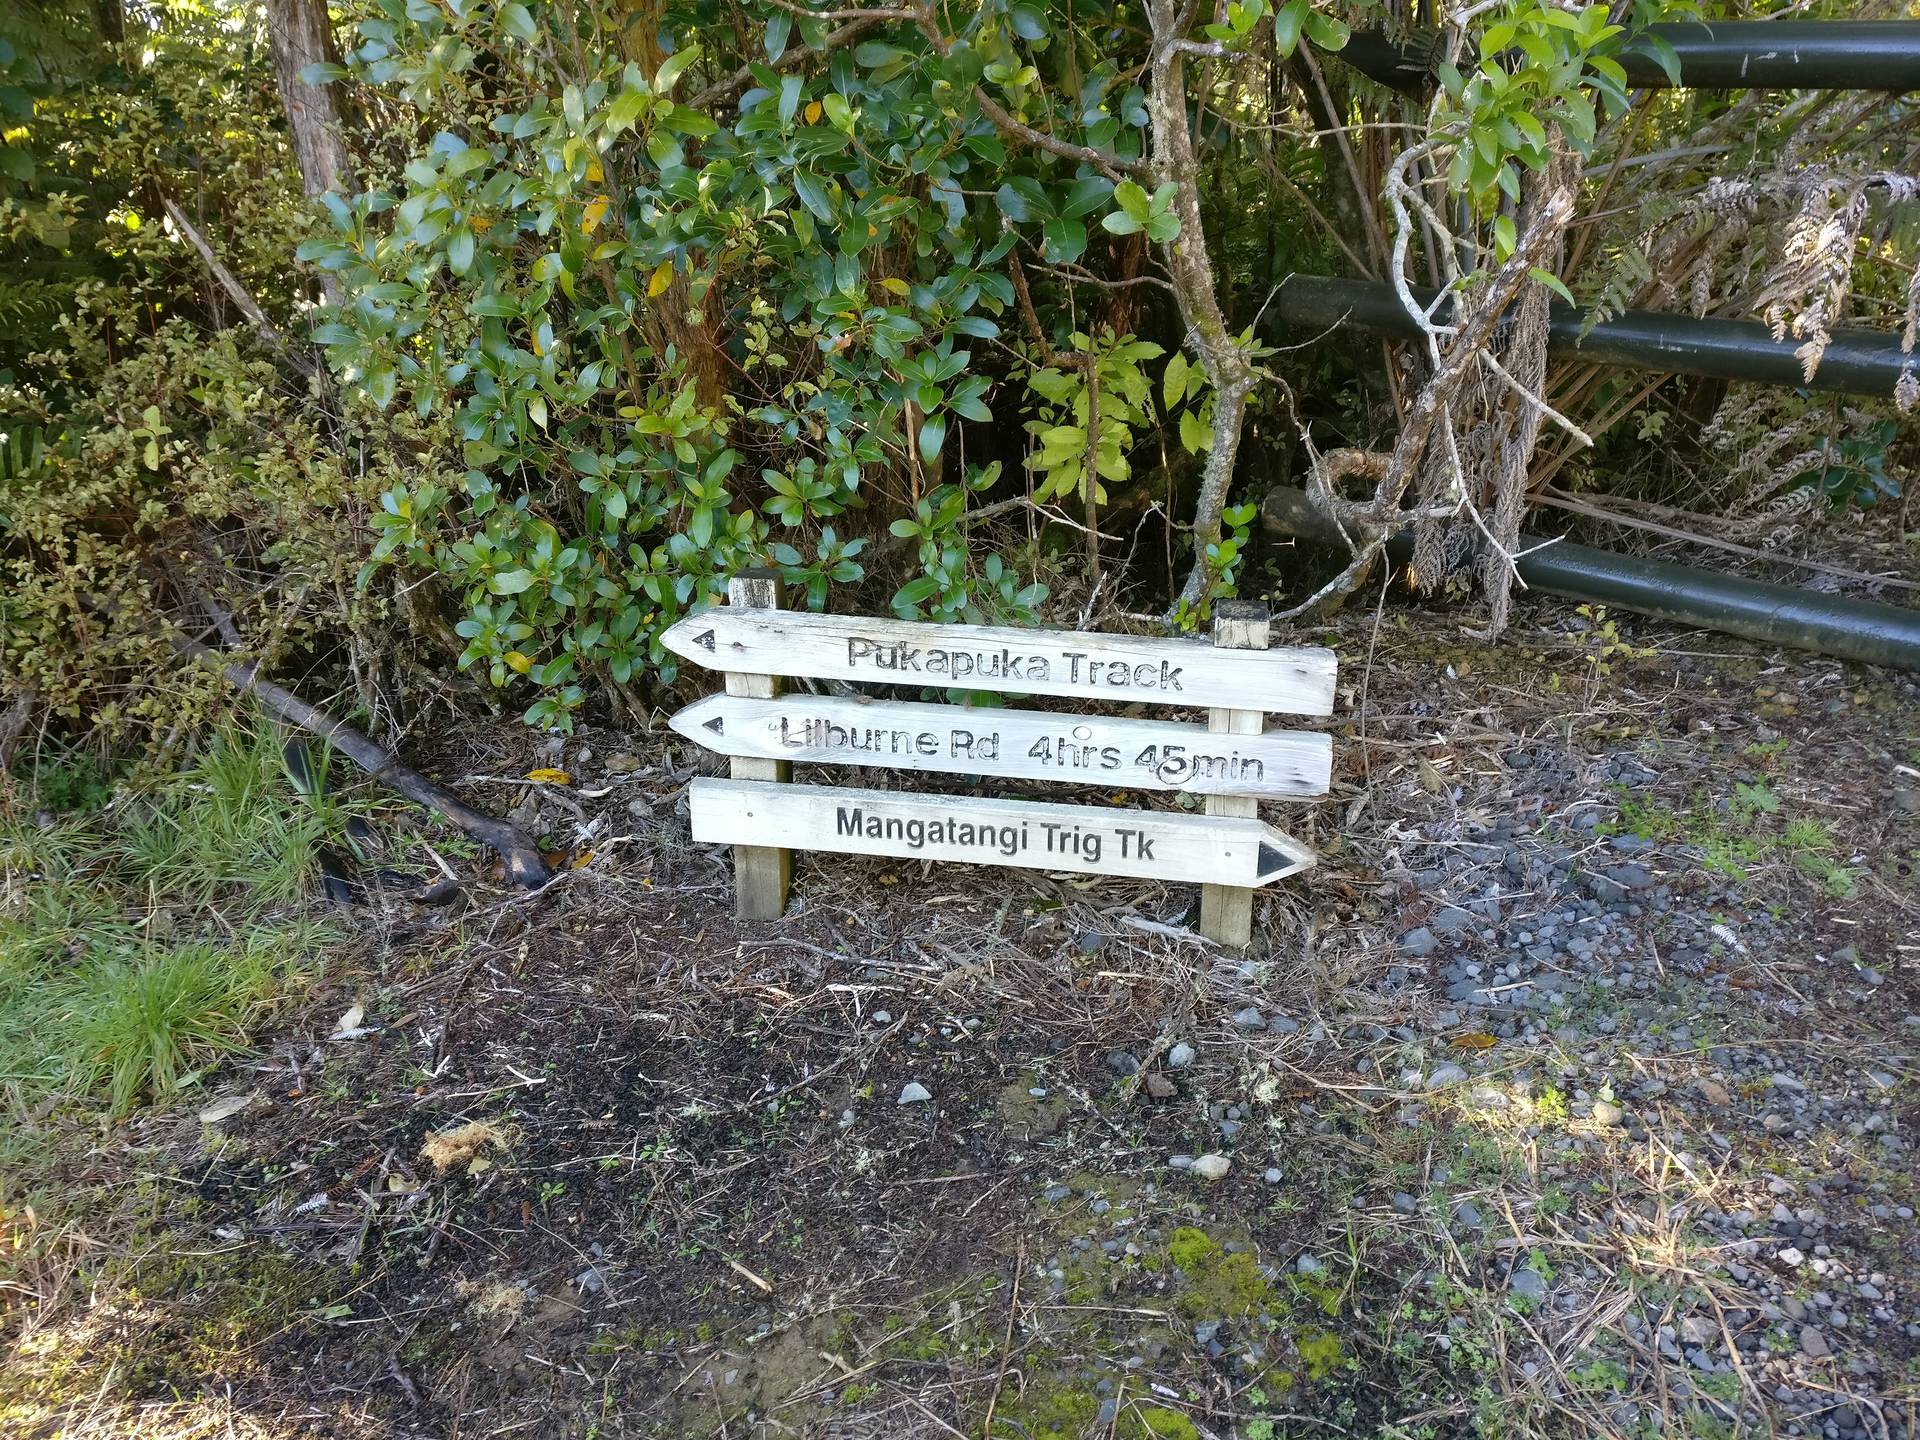 Pukapuka Track
Lilburne Rd 4hrs 45min
Mangatangi Trig Tk